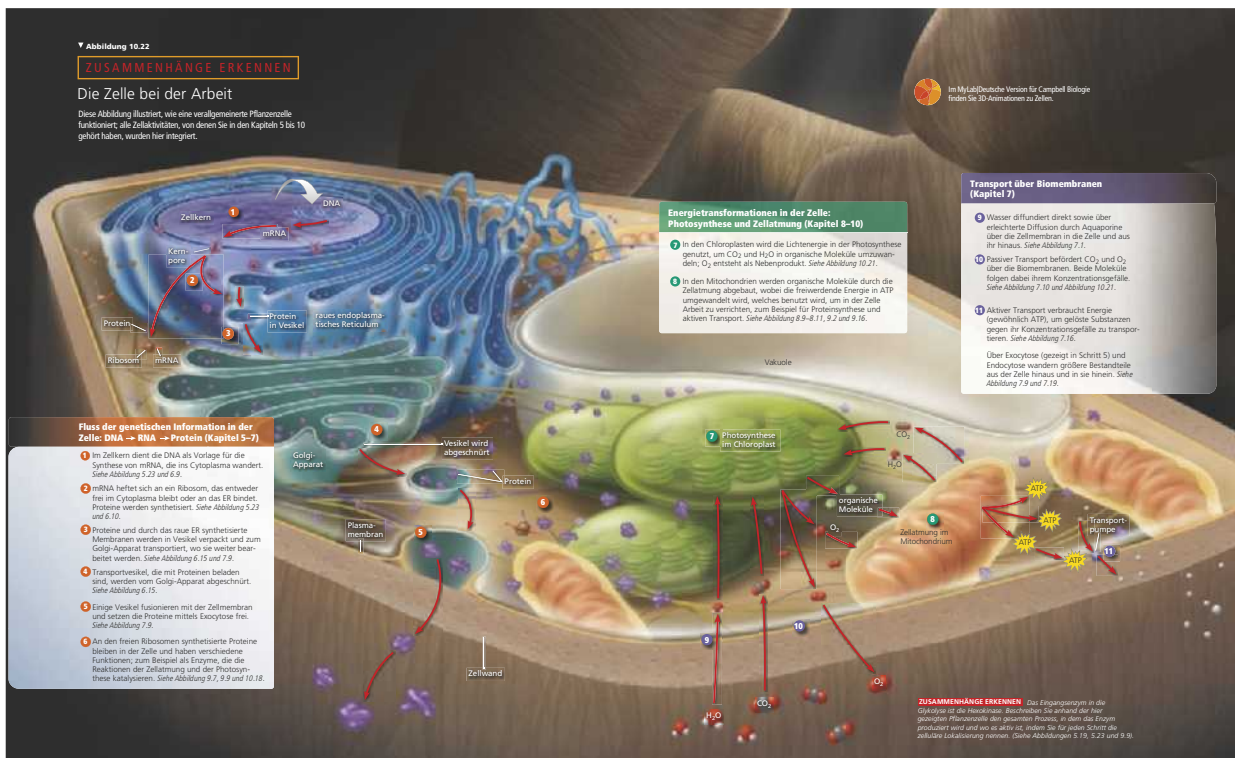 ▼ Abbildung 10.22
ZUSAMMENHÄNGE ERKENNEN
Die Zelle bei der Arbeit
Diese Abbildung illustriert, wie eine verallgemeinerte Pflanzenzelle
funktioniert; alle Zellaktivitäten, von denen Sie in den Kapiteln 5 bis 10
gehört haben, wurden hier integriert.
Im MyLab|Deutsche Version für Campbell Biologie
finden Sie 3D-Animationen zu Zellen.
Zellkern
1
DNA
mRNA
Kern-
pore
2
Protein
in Vesikel
raues endoplasma-
tisches Reticulum
Protein
3
Ribosom
mRNA
Energietransformationen in der Zelle:
Photosynthese und Zellatmung (Kapitel 8–10)
7 In den Chloroplasten wird die Lichtenergie in der Photosynthese
genutzt, um CO₂ und H₂O in organische Moleküle umzuwan-
deln; O₂ entsteht als Nebenprodukt. Siehe Abbildung 10.21.
8 In den Mitochondrien werden organische Moleküle durch die
Zellatmung abgebaut, wobei die freiwerdende Energie in ATP
umgewandelt wird, welches benutzt wird, um in der Zelle
Arbeit zu verrichten, zum Beispiel für Proteinsynthese und
aktiven Transport. Siehe Abbildung 8.9–8.11, 9.2 und 9.16.
Transport über Biomembranen
(Kapitel 7)
9 Wasser diffundiert direkt sowie über
erleichterte Diffusion durch Aquaporine
über die Zellmembran in die Zelle und aus
ihr hinaus. Siehe Abbildung 7.1.
10 Passiver Transport befördert CO₂ und O₂
über die Biomembranen. Beide Moleküle
folgen dabei ihrem Konzentrationsgefälle.
Siehe Abbildung 7.10 und Abbildung 10.21.
11 Aktiver Transport verbraucht Energie
(gewöhnlich ATP), um gelöste Substanzen
gegen ihr Konzentrationsgefälle zu transpor-
tieren. Siehe Abbildung 7.16.
Über Exocytose (gezeigt in Schritt 5) und
Endocytose wandern größere Bestandteile
aus der Zelle hinaus und in sie hinein. Siehe
Abbildung 7.9 und 7.19.
Vakuole
Fluss der genetischen Information in der
Zelle: DNA → RNA → Protein (Kapitel 5–7)
1 Im Zellkern dient die DNA als Vorlage für die
Synthese von mRNA, die ins Cytoplasma wandert.
Siehe Abbildung 5.23 und 6.9.
2 mRNA heftet sich an ein Ribosom, das entweder
frei im Cytoplasma bleibt oder an das ER bindet.
Proteine werden synthetisiert. Siehe Abbildung 5.23
und 6.10.
3 Proteine und durch das raue ER synthetisierte
Membranen werden in Vesikel verpackt und zum
Golgi-Apparat transportiert, wo sie weiter bear-
beitet werden. Siehe Abbildung 6.15 und 7.9.
4 Transportvesikel, die mit Proteinen beladen
sind, werden vom Golgi-Apparat abgeschnürt.
Siehe Abbildung 6.15.
5 Einige Vesikel fusionieren mit der Zellmembran
und setzen die Proteine mittels Exocytose frei.
Siehe Abbildung 7.9.
6 An den freien Ribosomen synthetisierte Proteine
bleiben in der Zelle und haben verschiedene
Funktionen; zum Beispiel als Enzyme, die die
Reaktionen der Zellatmung und der Photosyn-
these katalysieren. Siehe Abbildung 9.7, 9.9 und 10.18.
4
Golgi-
Apparat
Vesikel wird
abgeschnürt
Protein
6
Plasma-
membran
5
Zellwand
7 Photosynthese
im Chloroplast
CO₂
H₂O
organische
Moleküle
O₂
8
Zellatmung im
Mitochondrium
ATP
ATP
ATP
ATP
Transport-
pumpe
11
9
10
H₂O
CO₂
O₂
ZUSAMMENHÄNGE ERKENNEN Das Eingangsenzym in die
Glykolyse ist die Hexokinase. Beschreiben Sie anhand der hier
gezeigten Pflanzenzelle den gesamten Prozess, in dem das Enzym
produziert wird und wo es aktiv ist, indem Sie für jeden Schritt die
zelluläre Lokalisierung nennen. (Siehe Abbildungen 5.19, 5.23 und 9.9).